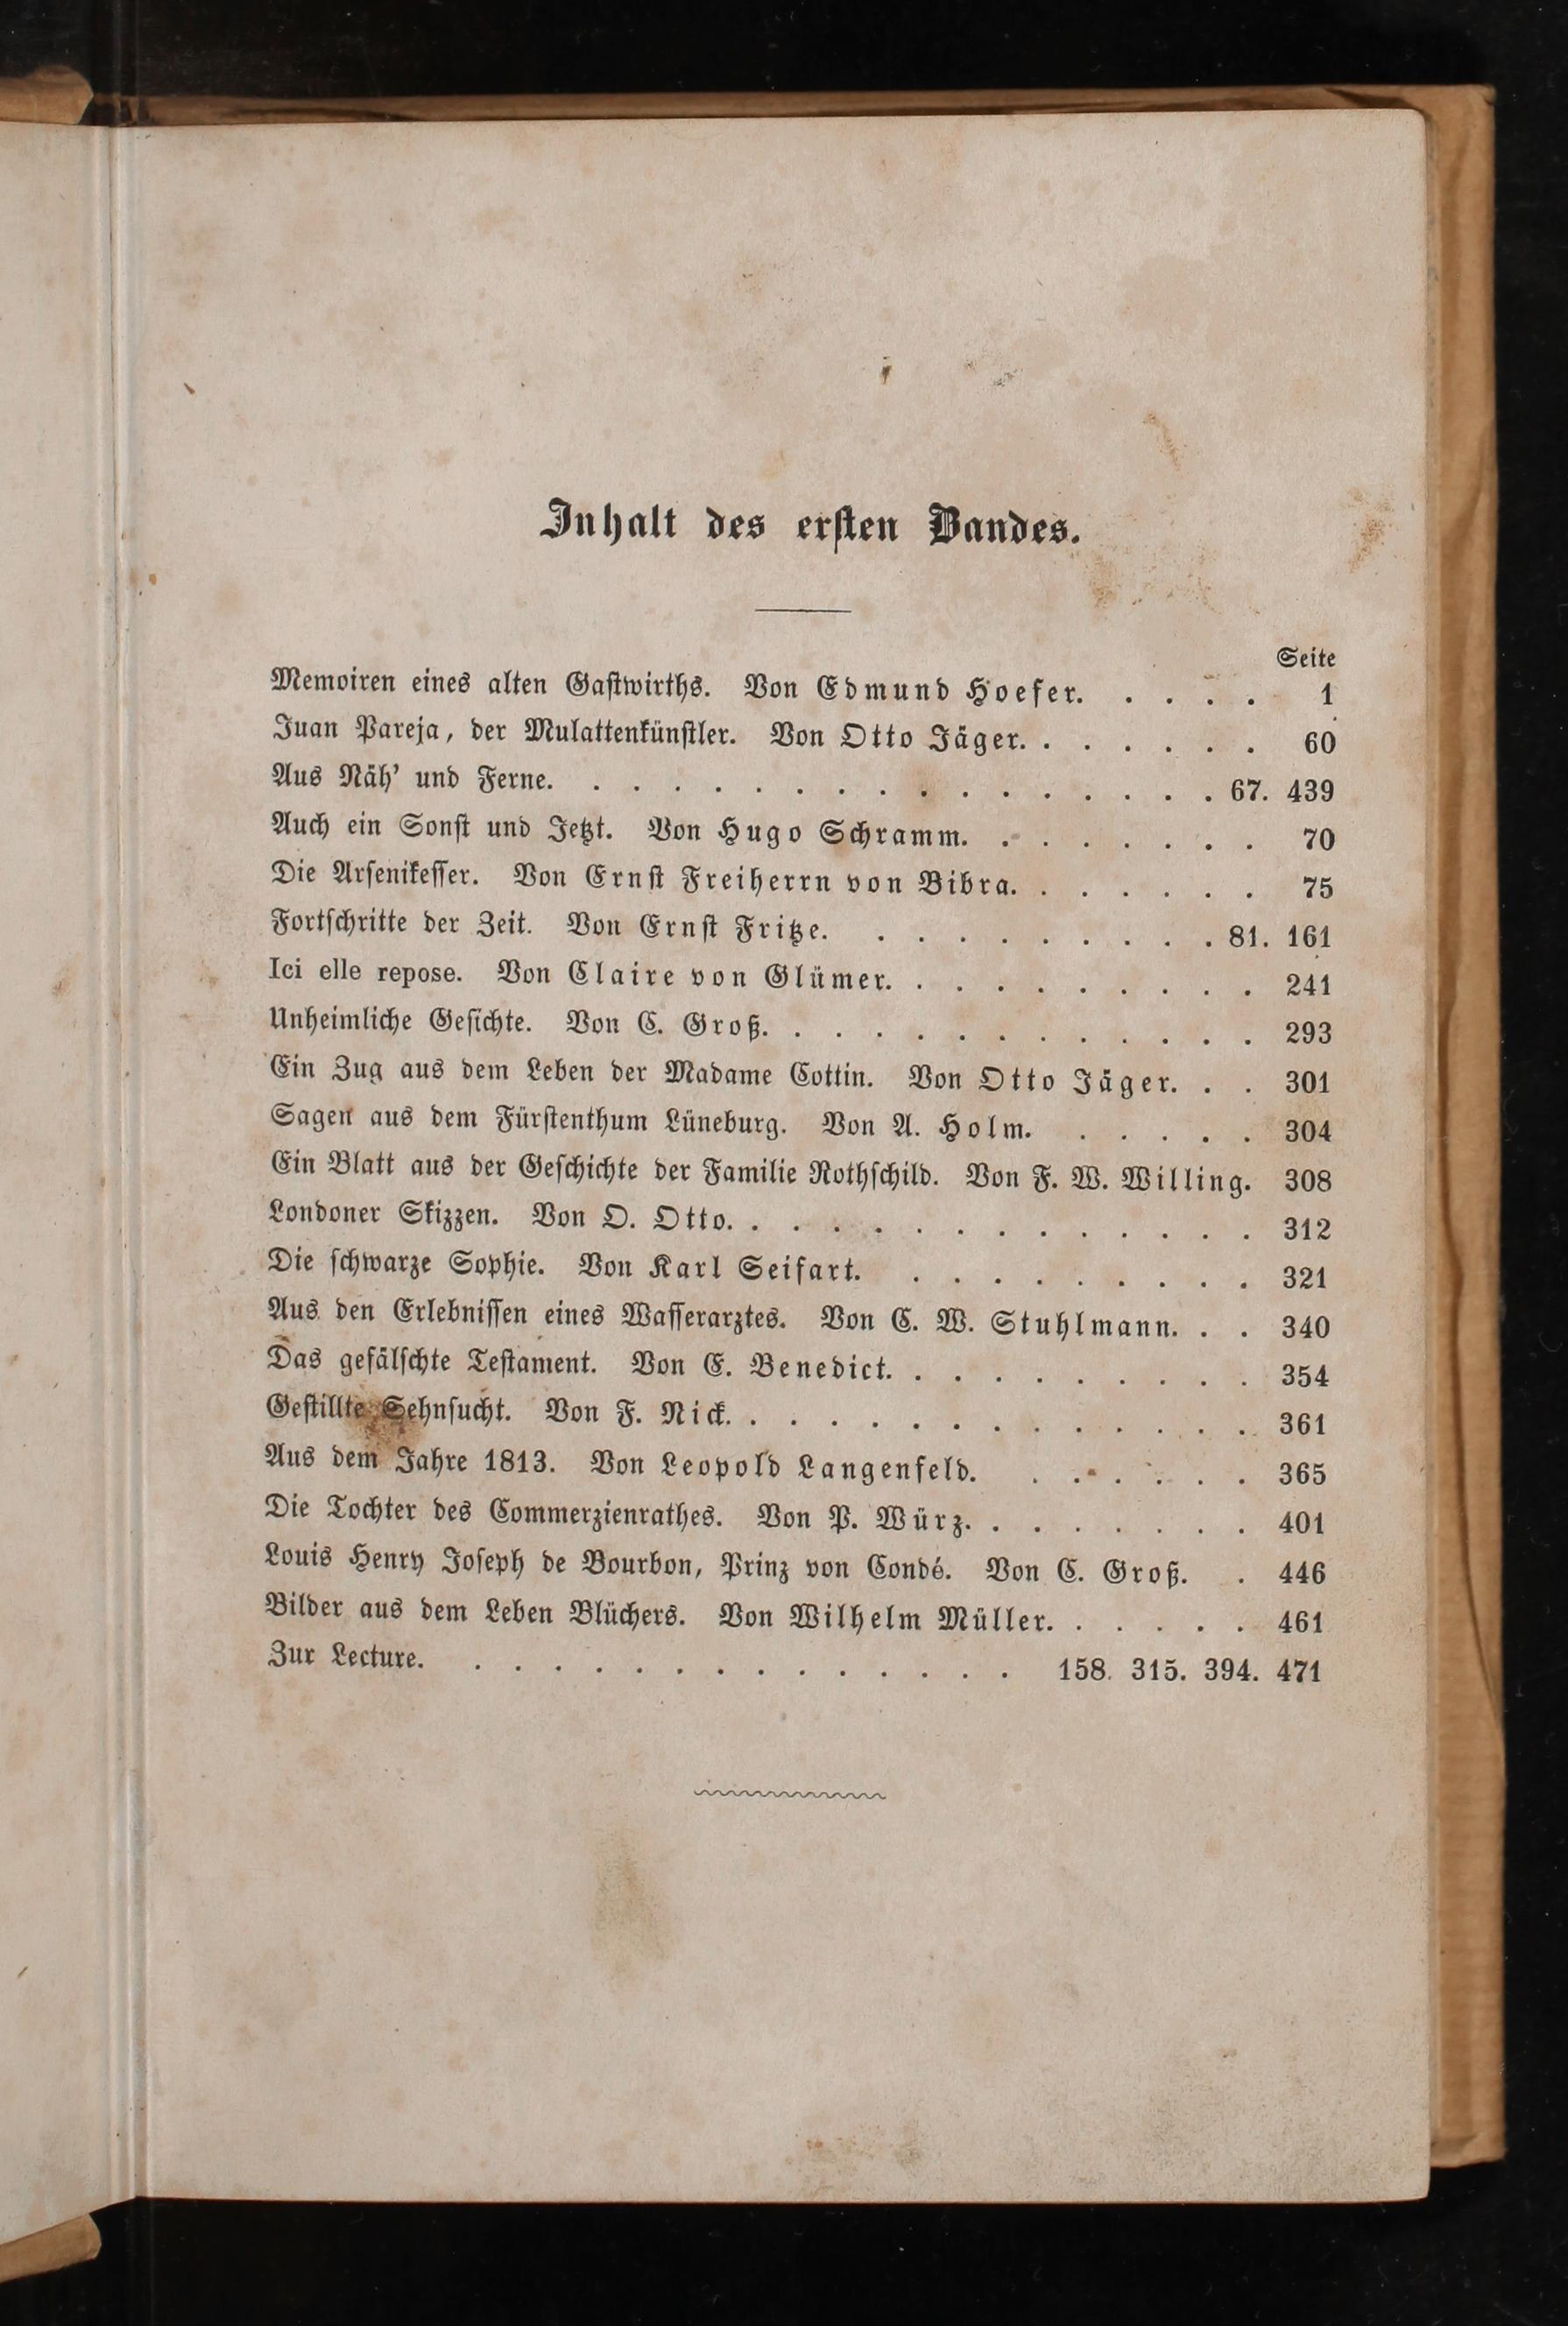 Inhalt des ersten Bandes.
Seite
Memoiren eines alten Gastwirths. Von Edmund Hoefer. . . . . 1
Juan Pareja, der Mulattenkünstler. Von Otto Jäger. . . . . . . 60
Aus Näh' und Ferne. . . . . . . . . . . . . . . . . 67. 439
Auch ein Sonst und Jetzt. Von Hugo Schramm. . . . . . . . 70
Die Arsenikesser. Von Ernst Freiherrn von Bibra. . . . . . . 75
Fortschritte der Zeit. Von Ernst Fritze. . . . . . . . . . 81. 161
Ici elle repose. Von Claire von Glümer. . . . . . . . . . 241
Unheimliche Gesichte. Von C. Groß. . . . . . . . . . . . . 293
Ein Zug aus dem Leben der Madame Cottin. Von Otto Jäger. . . 301
Sagen aus dem Fürstenthum Lüneburg. Von A. Holm. . . . . . 304
Ein Blatt aus der Geschichte der Familie Rothschild. Von F. W. Willing. 308
Londoner Skizzen. Von O. Otto. . . . . . . . . . . . . . 312
Die schwarze Sophie. Von Karl Seifart. . . . . . . . . . 321
Aus den Erlebnissen eines Wasserarztes. Von C. W. Stuhlmann. . . 340
Das gefälschte Testament. Von E. Benedict. . . . . . . . . . 354
Gestillte Sehnsucht. Von F. Nick. . . . . . . . . . . . . . 361
Aus dem Jahre 1813. Von Leopold Langenfeld. . . . . . . 365
Die Tochter des Commerzienrathes. Von P. Würz. . . . . . . . 401
Louis Henry Joseph de Bourbon, Prinz von Condé. Von C. Groß. . 446
Bilder aus dem Leben Blüchers. Von Wilhelm Müller. . . . . . 461
Zur Lecture. . . . . . . . . . . . . . . 158. 315. 394. 471